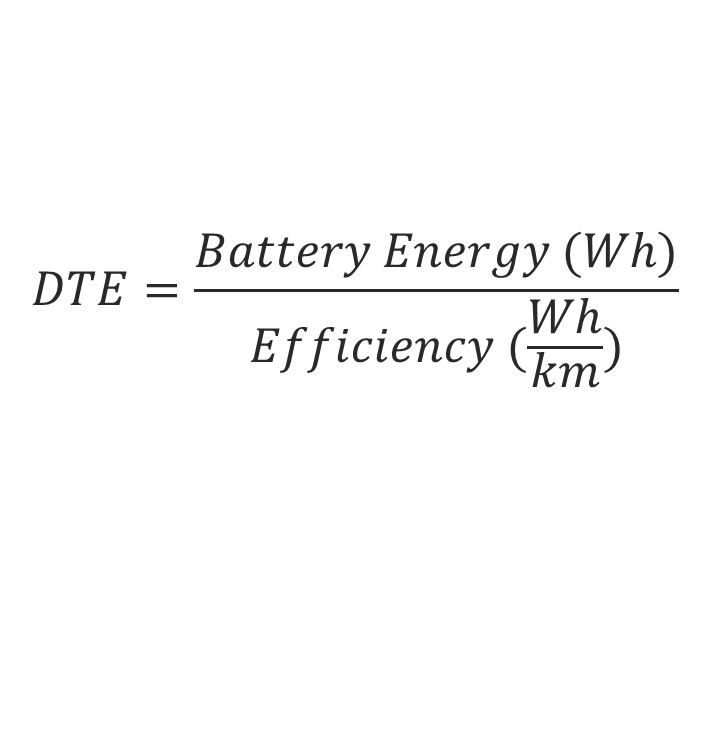 DTE = Battery Energy (Wh)
Efficiency (Wh
km)